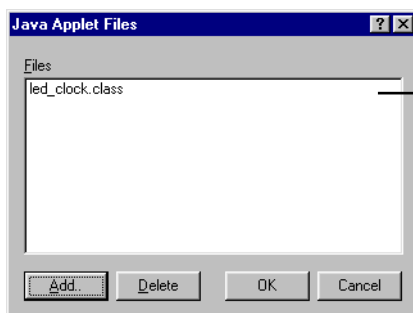 Java Applet Files
Files
led_clock.class
Add..
Delete
OK
Cancel